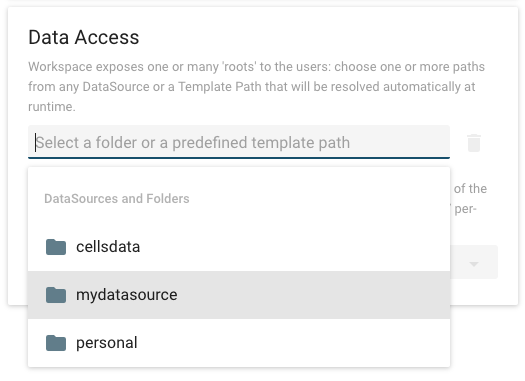 Data Access
Workspace exposes one or many 'roots' to the users: choose one or more paths
from any DataSource or a Template Path that will be resolved automatically at
runtime.
Select a folder or a predefined template path
DataSources and Folders
of the
per-
cellsdata
mydatasource
personal